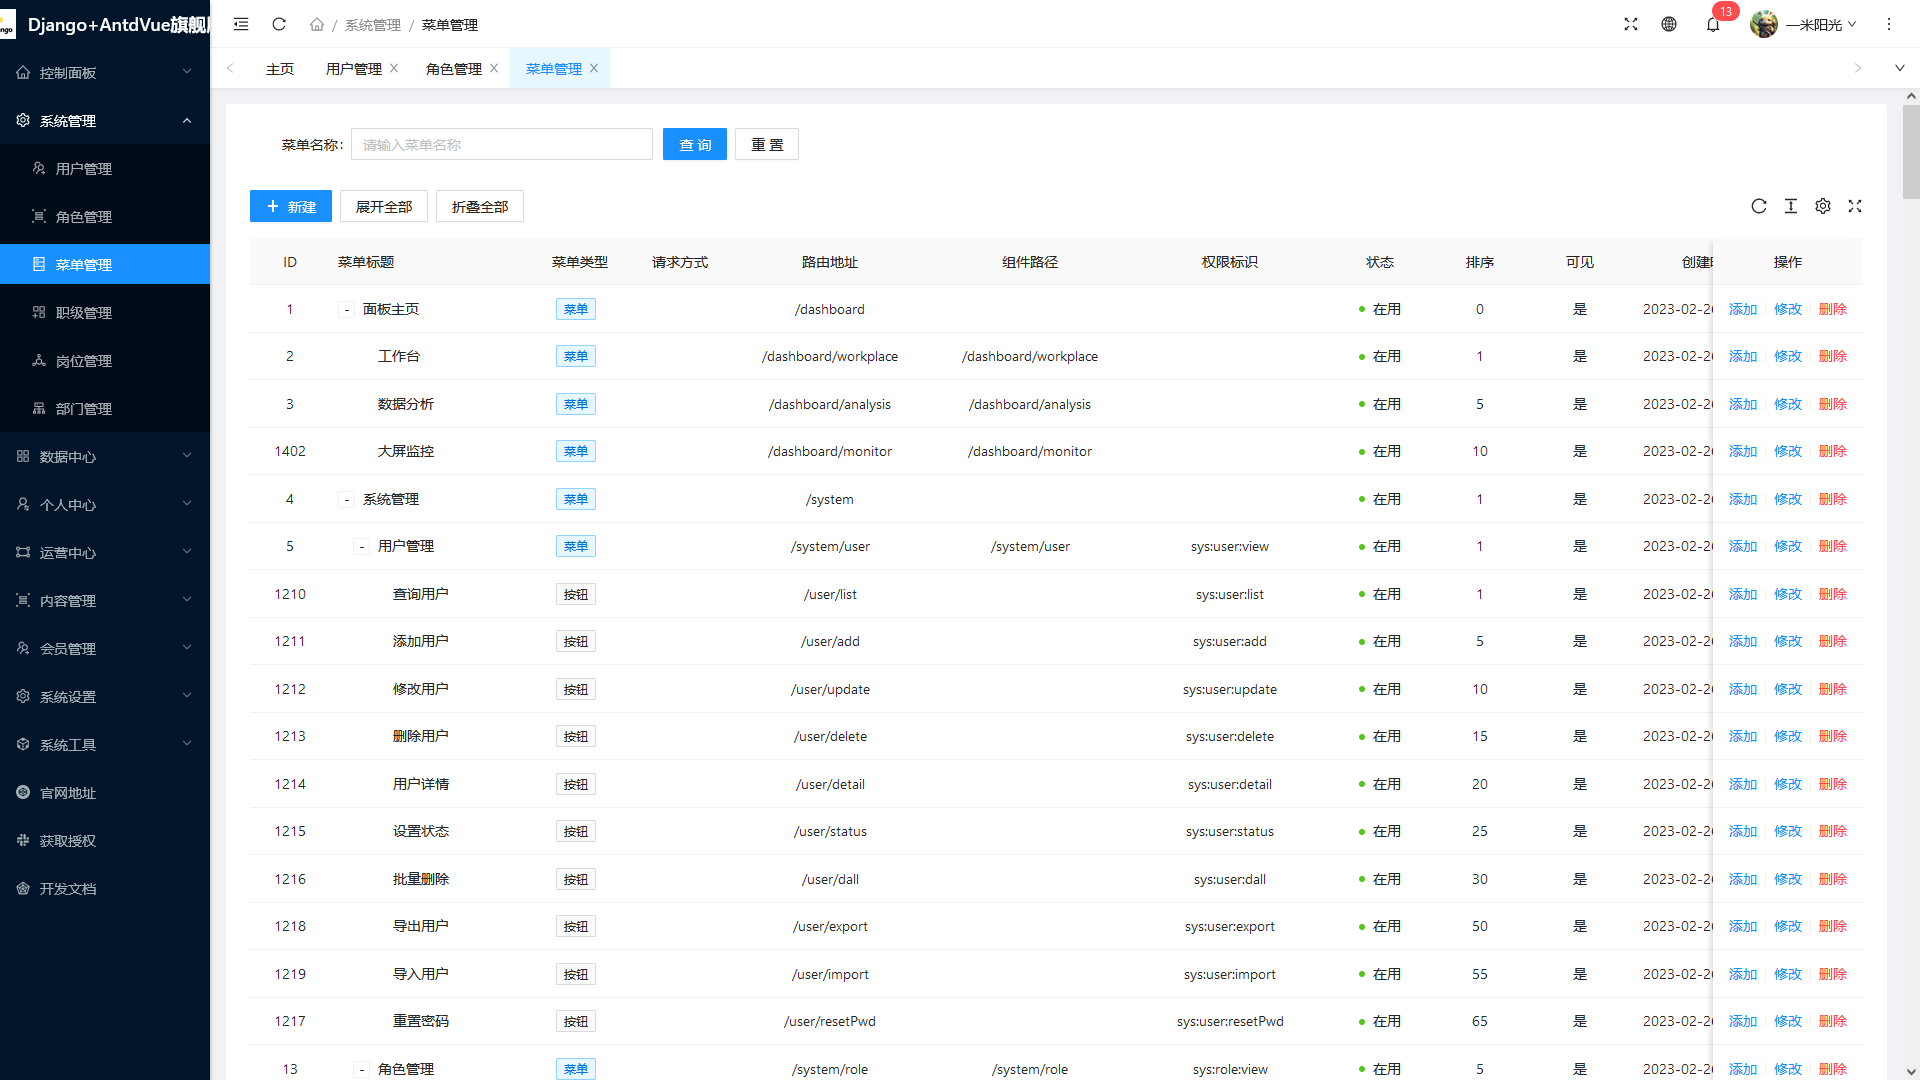 Django+AntdVue旗舰
系统管理 / 菜单管理
13
一米阳光
主页 用户管理 角色管理 菜单管理
控制面板
系统管理
用户管理
角色管理
菜单管理
职级管理
岗位管理
部门管理
数据中心
个人中心
运营中心
内容管理
会员管理
系统设置
系统工具
官网地址
获取授权
开发文档
菜单名称: 请输入菜单名称 查 询 重 置
+ 新建 展开全部 折叠全部
ID 菜单标题 菜单类型 请求方式 路由地址 组件路径 权限标识 状态 排序 可见 创建 操作
1 - 面板主页 菜单 /dashboard 在用 0 是 2023-02-2 添加 修改 删除
2 工作台 菜单 /dashboard/workplace /dashboard/workplace 在用 1 是 2023-02-2 添加 修改 删除
3 数据分析 菜单 /dashboard/analysis /dashboard/analysis 在用 5 是 2023-02-2 添加 修改 删除
1402 大屏监控 菜单 /dashboard/monitor /dashboard/monitor 在用 10 是 2023-02-2 添加 修改 删除
4 - 系统管理 菜单 /system 在用 1 是 2023-02-2 添加 修改 删除
5 - 用户管理 菜单 /system/user /system/user sys:user:view 在用 1 是 2023-02-2 添加 修改 删除
1210 查询用户 按钮 /user/list sys:user:list 在用 1 是 2023-02-2 添加 修改 删除
1211 添加用户 按钮 /user/add sys:user:add 在用 5 是 2023-02-2 添加 修改 删除
1212 修改用户 按钮 /user/update sys:user:update 在用 10 是 2023-02-2 添加 修改 删除
1213 删除用户 按钮 /user/delete sys:user:delete 在用 15 是 2023-02-2 添加 修改 删除
1214 用户详情 按钮 /user/detail sys:user:detail 在用 20 是 2023-02-2 添加 修改 删除
1215 设置状态 按钮 /user/status sys:user:status 在用 25 是 2023-02-2 添加 修改 删除
1216 批量删除 按钮 /user/dall sys:user:dall 在用 30 是 2023-02-2 添加 修改 删除
1218 导出用户 按钮 /user/export sys:user:export 在用 50 是 2023-02-2 添加 修改 删除
1219 导入用户 按钮 /user/import sys:user:import 在用 55 是 2023-02-2 添加 修改 删除
1217 重置密码 按钮 /user/resetPwd sys:user:resetPwd 在用 65 是 2023-02-2 添加 修改 删除
13 - 角色管理 菜单 /system/role /system/role sys:role:view 在用 5 是 2023-02-2 添加 修改 删除